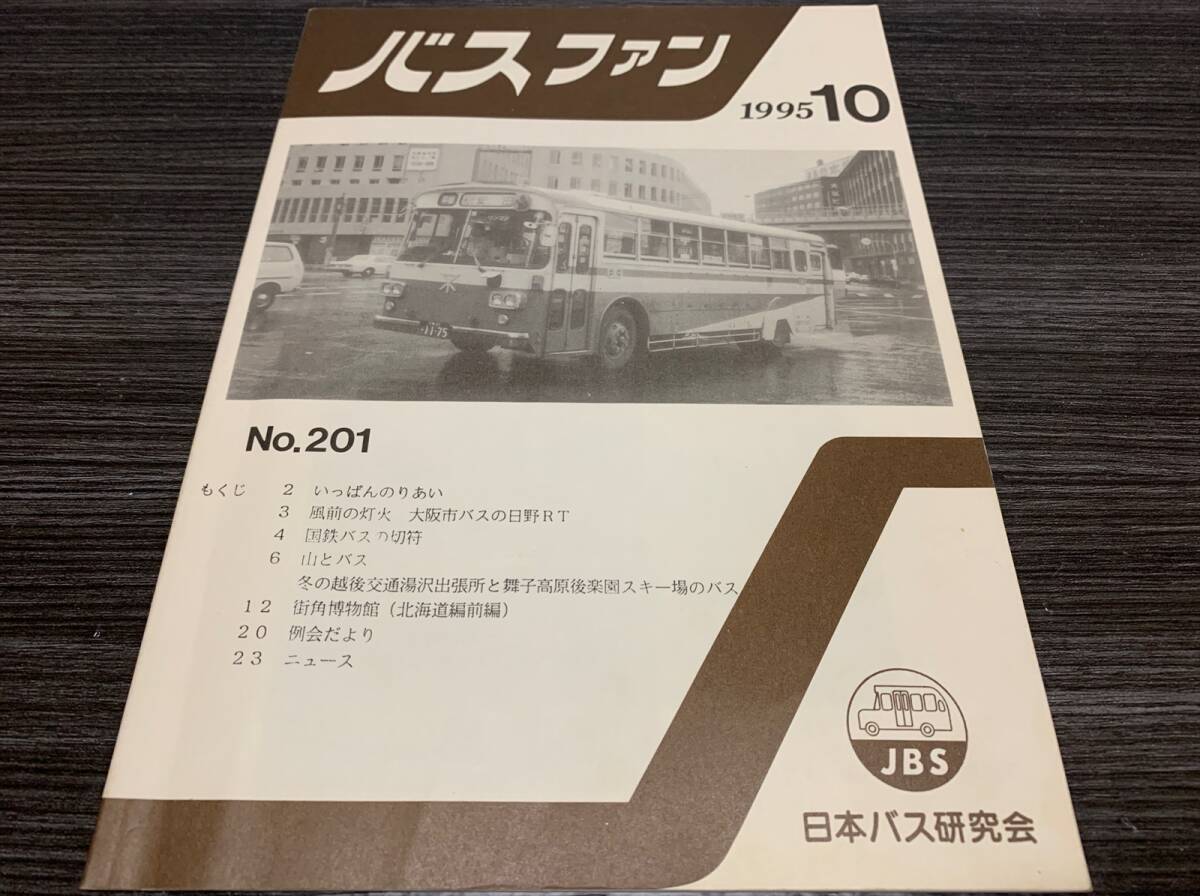 バスファン
1995 10
11-75
No.201
もくじ 2 いっぱんのりあい
3 風前の灯火 大阪市バスの日野RT
4 国鉄バスの切符
6 山とバス
冬の越後交通湯沢出張所と舞子高原後楽園スキー場のバス
12 街角博物館(北海道編前編)
20 例会だより
23 ニュース
JBS
日本バス研究会